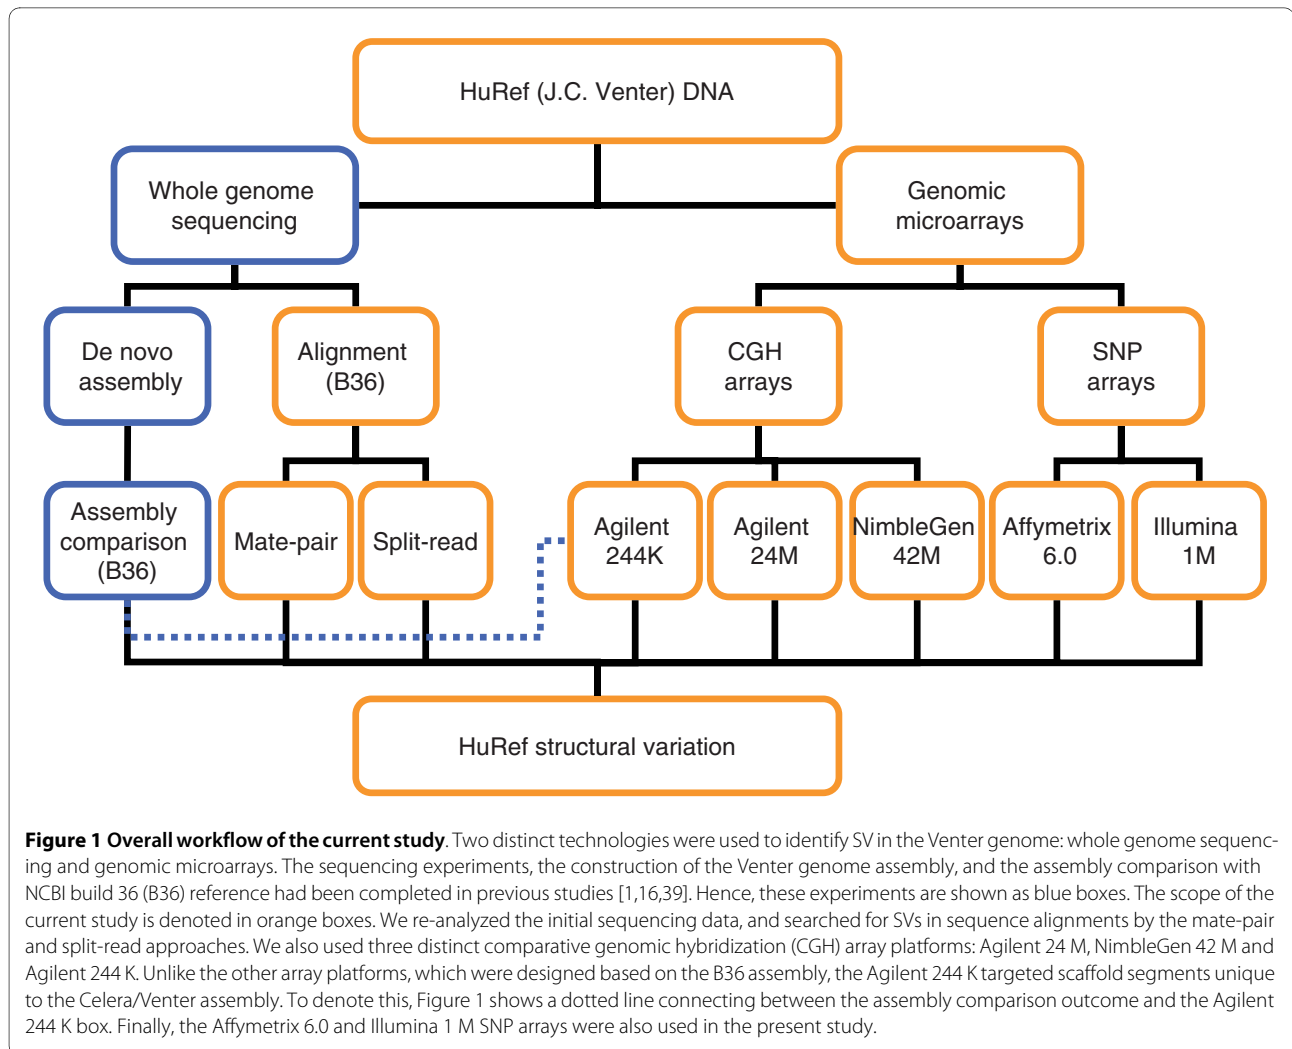 HuRef (J.C. Venter) DNA
Whole genome
sequencing
Genomic
microarrays
De novo
assembly
Alignment
(B36)
CGH
arrays
SNP
arrays
Assembly
comparison
(B36)
Mate-pair
Split-read
Agilent
244K
Agilent
24M
NimbleGen
42M
Affymetrix
6.0
Illumina
1M
HuRef structural variation
Figure 1 Overall workflow of the current study. Two distinct technologies were used to identify SV in the Venter genome: whole genome sequenc-
ing and genomic microarrays. The sequencing experiments, the construction of the Venter genome assembly, and the assembly comparison with
NCBI build 36 (B36) reference had been completed in previous studies [1,16,39]. Hence, these experiments are shown as blue boxes. The scope of the
current study is denoted in orange boxes. We re-analyzed the initial sequencing data, and searched for SVs in sequence alignments by the mate-pair
and split-read approaches. We also used three distinct comparative genomic hybridization (CGH) array platforms: Agilent 24 M, NimbleGen 42 M and
Agilent 244 K. Unlike the other array platforms, which were designed based on the B36 assembly, the Agilent 244 K targeted scaffold segments unique
to the Celera/Venter assembly. To denote this, Figure 1 shows a dotted line connecting between the assembly comparison outcome and the Agilent
244 K box. Finally, the Affymetrix 6.0 and Illumina 1 M SNP arrays were also used in the present study.